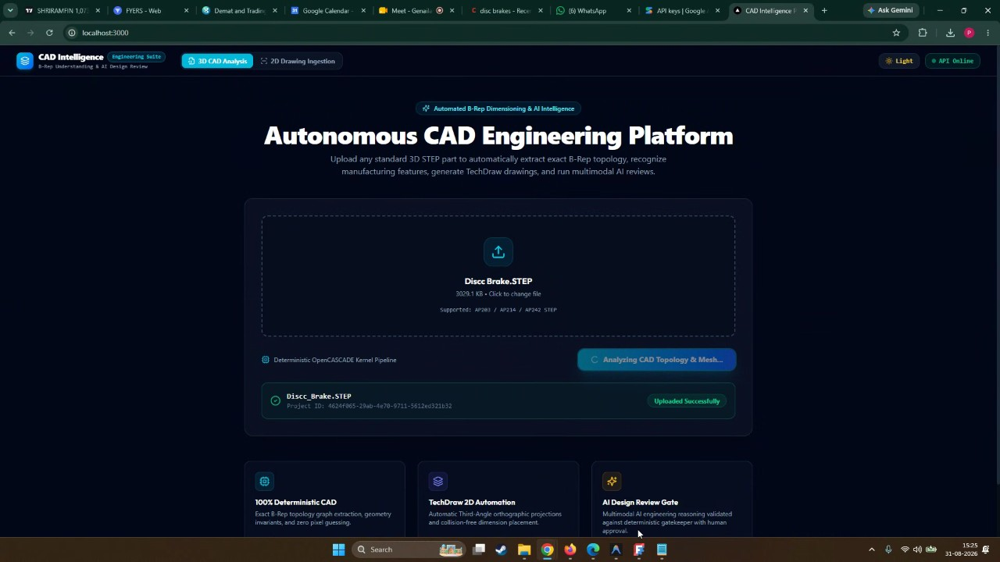 SHRIRAMFIN 1,073
FYERS - Web
Demat and Trading
Google Calendar -
Meet - Genaile
disc brakes - Rece
(6) WhatsApp
API keys | Google
CAD Intelligence P
Ask Gemini
localhost:3000
P
CAD Intelligence
Engineering Suite
B-Rep Understanding & AI Design Review
3D CAD Analysis
2D Drawing Ingestion
Light
API Online
Automated B-Rep Dimensioning & AI Intelligence
Autonomous CAD Engineering Platform
Upload any standard 3D STEP part to automatically extract exact B-Rep topology, recognize
manufacturing features, generate TechDraw drawings, and run multimodal AI reviews.
Discc Brake.STEP
3029.1 KB • Click to change file
Supported: AP203 / AP214 / AP242 STEP
Deterministic OpenCASCADE Kernel Pipeline
Analyzing CAD Topology & Mesh...
Discc_Brake.STEP
Project ID: 4624f065-29ab-4e70-9711-5612ed321b32
Uploaded Successfully
100% Deterministic CAD
Exact B-Rep topology graph extraction, geometry
invariants, and zero pixel guessing.
TechDraw 2D Automation
Automatic Third-Angle orthographic projections
and collision-free dimension placement.
AI Design Review Gate
Multimodal AI engineering reasoning validated
against deterministic gatekeeper with human
approval.
Search
15:25
31-08-2026